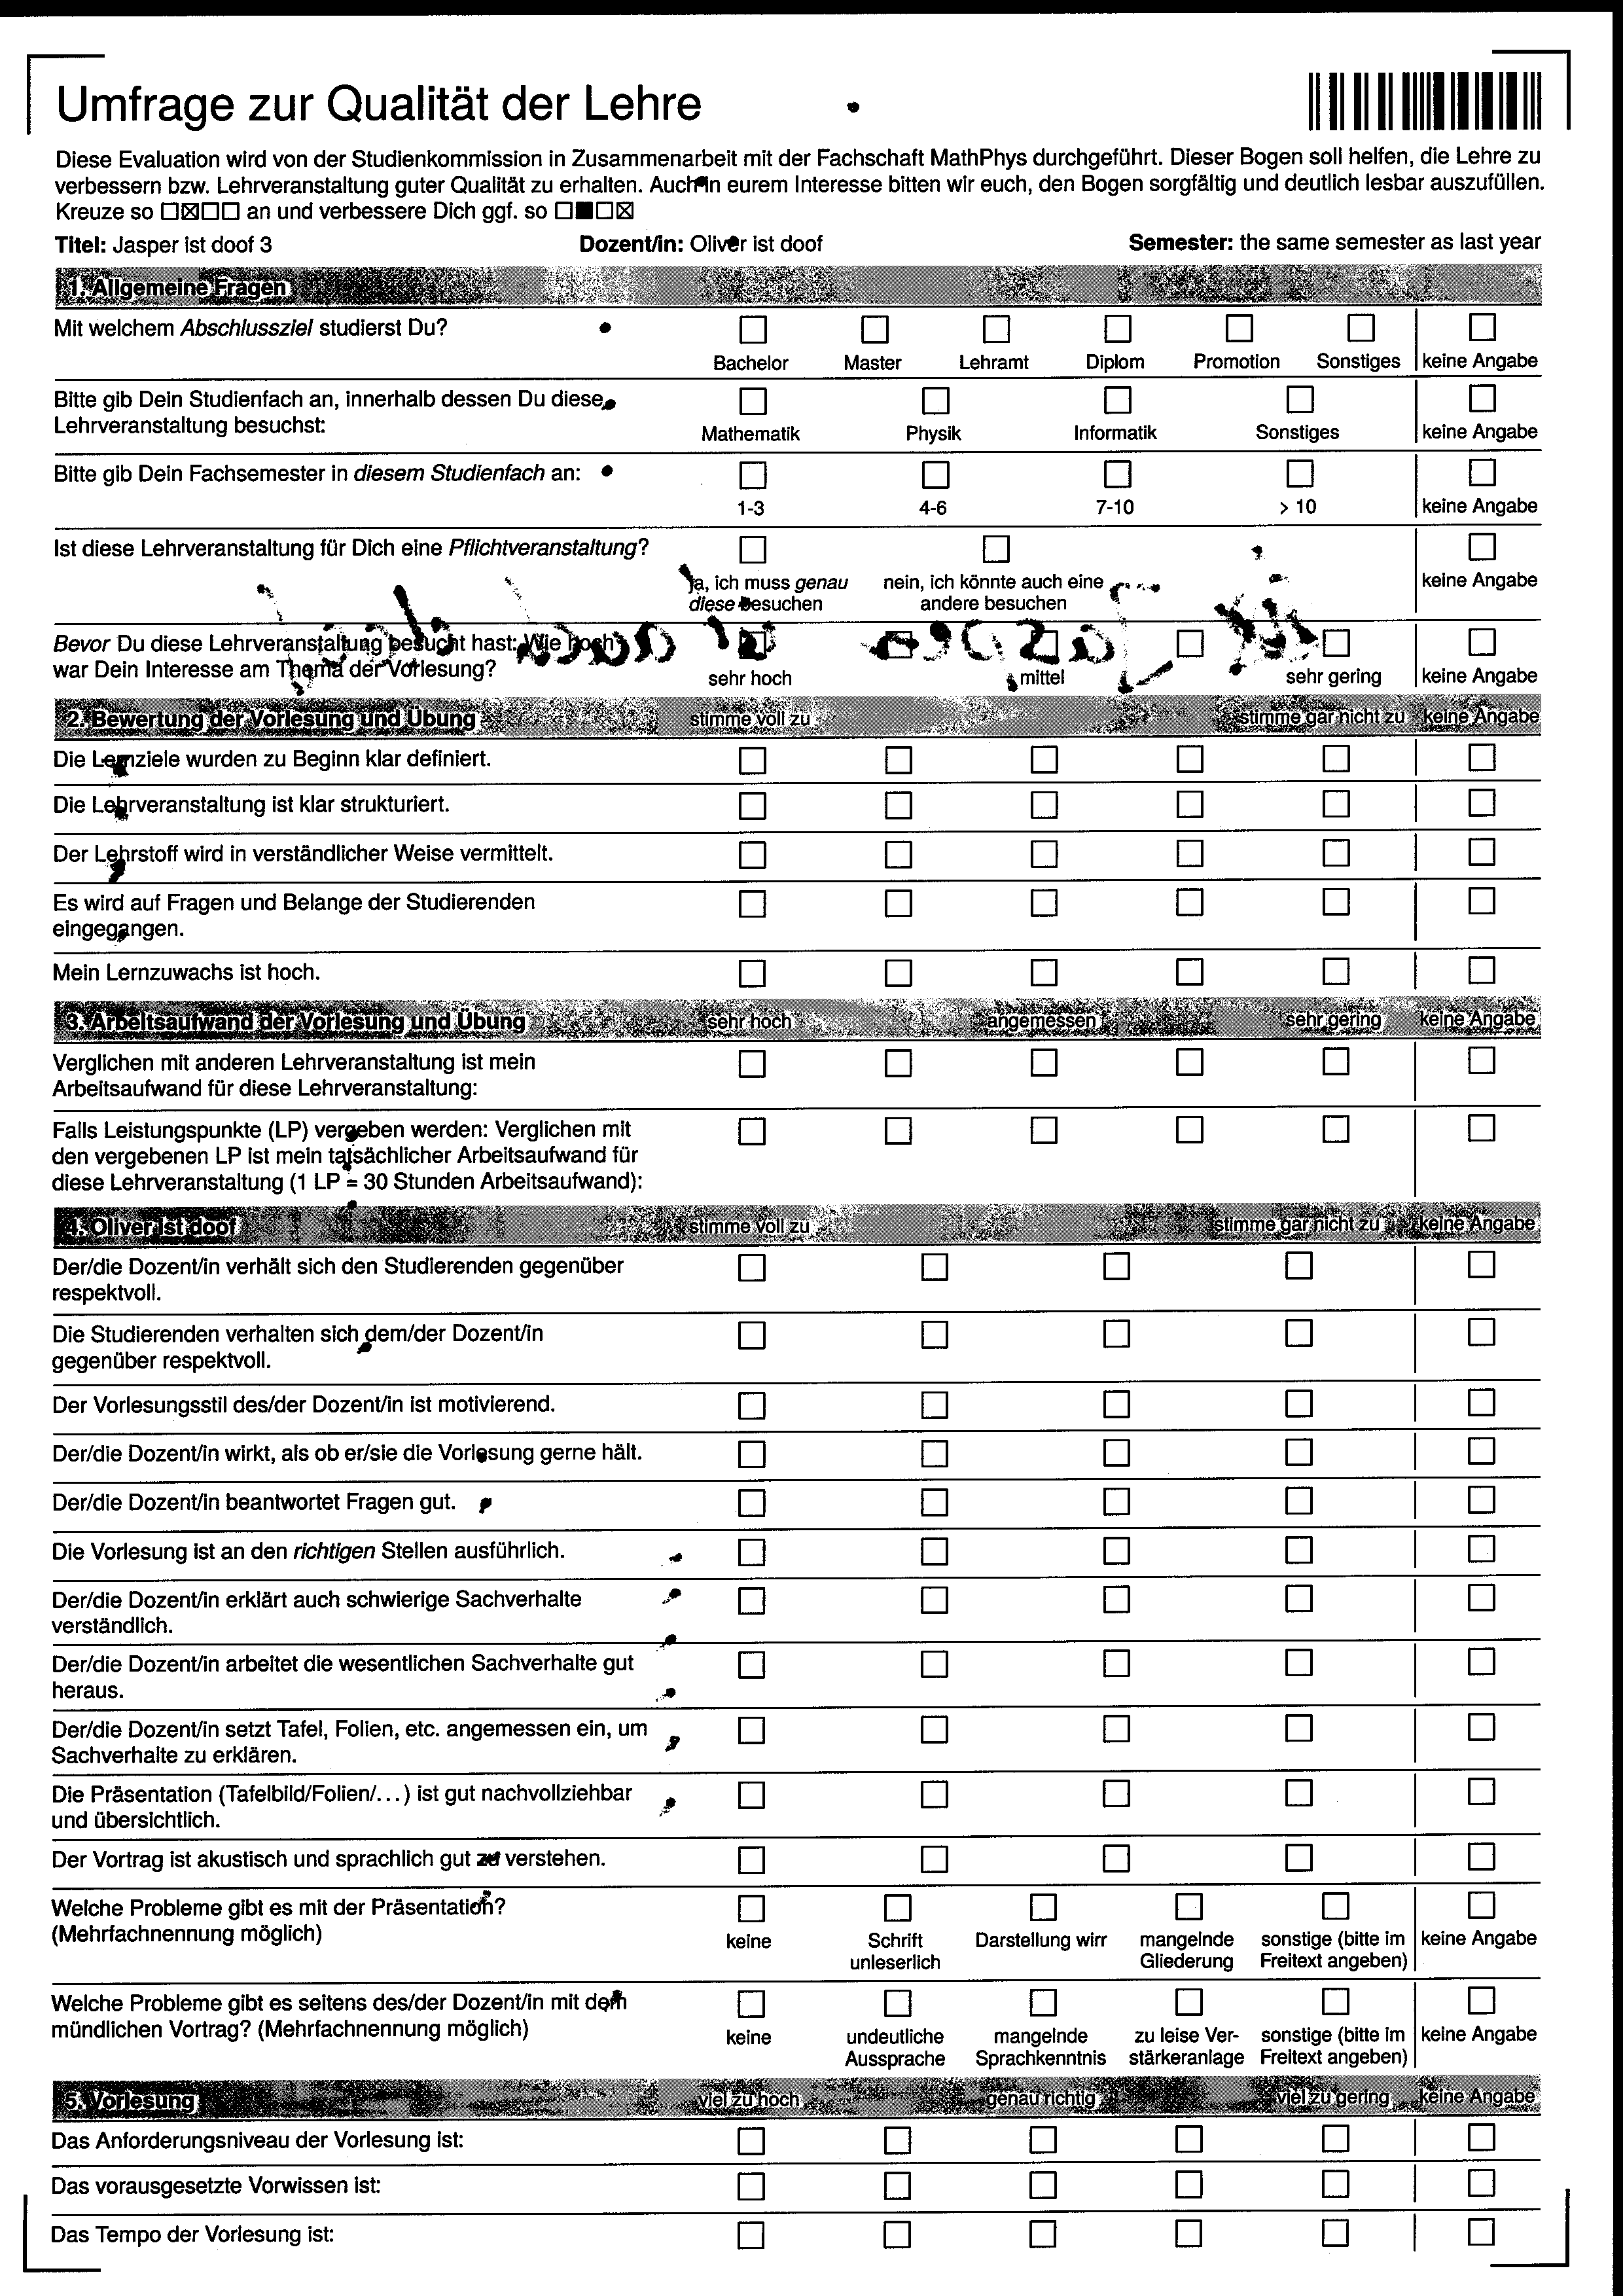 Umfrage zur Qualität der Lehre
Diese Evaluation wird von der Studienkommission in Zusammenarbeit mit der Fachschaft MathPhys durchgeführt. Dieser Bogen soll helfen, die Lehre zu
verbessern bzw. Lehrveranstaltung guter Qualität zu erhalten. Auch in eurem Interesse bitten wir euch, den Bogen sorgfältig und deutlich lesbar auszufüllen.
Kreuze so ☐☒☐☐ an und verbessere Dich ggf. so ☐■☐☒
Titel: Jasper ist doof 3 Dozent/in: Oliver ist doof Semester: the same semester as last year
1. Allgemeine Fragen
Mit welchem Abschlussziel studierst Du?
Bachelor Master Lehramt Diplom Promotion Sonstiges keine Angabe
Bitte gib Dein Studienfach an, innerhalb dessen Du diese
Lehrveranstaltung besuchst:
Mathematik Physik Informatik Sonstiges keine Angabe
Bitte gib Dein Fachsemester in diesem Studienfach an:
1-3 4-6 7-10 > 10 keine Angabe
Ist diese Lehrveranstaltung für Dich eine Pflichtveranstaltung?
ja, ich muss genau nein, ich könnte auch eine keine Angabe
diese besuchen andere besuchen
Bevor Du diese Lehrveranstaltung besucht hast: Wie hoch
war Dein Interesse am Thema der Vorlesung?
sehr hoch mittel sehr gering keine Angabe
2. Bewertung der Vorlesung und Übung stimme voll zu stimme gar nicht zu keine Angabe
Die Lernziele wurden zu Beginn klar definiert.
Die Lehrveranstaltung ist klar strukturiert.
Der Lehrstoff wird in verständlicher Weise vermittelt.
Es wird auf Fragen und Belange der Studierenden
eingegangen.
Mein Lernzuwachs ist hoch.
3. Arbeitsaufwand der Vorlesung und Übung sehr hoch angemessen sehr gering keine Angabe
Verglichen mit anderen Lehrveranstaltung ist mein
Arbeitsaufwand für diese Lehrveranstaltung:
Falls Leistungspunkte (LP) vergeben werden: Verglichen mit
den vergebenen LP ist mein tatsächlicher Arbeitsaufwand für
diese Lehrveranstaltung (1 LP = 30 Stunden Arbeitsaufwand):
4. Oliver ist doof stimme voll zu stimme gar nicht zu keine Angabe
Der/die Dozent/in verhält sich den Studierenden gegenüber
respektvoll.
Die Studierenden verhalten sich dem/der Dozent/in
gegenüber respektvoll.
Der Vorlesungsstil des/der Dozent/in ist motivierend.
Der/die Dozent/in wirkt, als ob er/sie die Vorlesung gerne hält.
Der/die Dozent/in beantwortet Fragen gut.
Die Vorlesung ist an den richtigen Stellen ausführlich.
Der/die Dozent/in erklärt auch schwierige Sachverhalte
verständlich.
Der/die Dozent/in arbeitet die wesentlichen Sachverhalte gut
heraus.
Der/die Dozent/in setzt Tafel, Folien, etc. angemessen ein, um
Sachverhalte zu erklären.
Die Präsentation (Tafelbild/Folien/...) ist gut nachvollziehbar
und übersichtlich.
Der Vortrag ist akustisch und sprachlich gut zu verstehen.
Welche Probleme gibt es mit der Präsentation?
(Mehrfachnennung möglich)
keine Schrift Darstellung wirr mangelnde sonstige (bitte im keine Angabe
unleserlich Gliederung Freitext angeben)
Welche Probleme gibt es seitens des/der Dozent/in mit dem
mündlichen Vortrag? (Mehrfachnennung möglich)
keine undeutliche mangelnde zu leise Ver- sonstige (bitte im keine Angabe
Aussprache Sprachkenntnis stärkeranlage Freitext angeben)
5. Vorlesung viel zu hoch genau richtig viel zu gering keine Angabe
Das Anforderungsniveau der Vorlesung ist:
Das vorausgesetzte Vorwissen ist:
Das Tempo der Vorlesung ist: